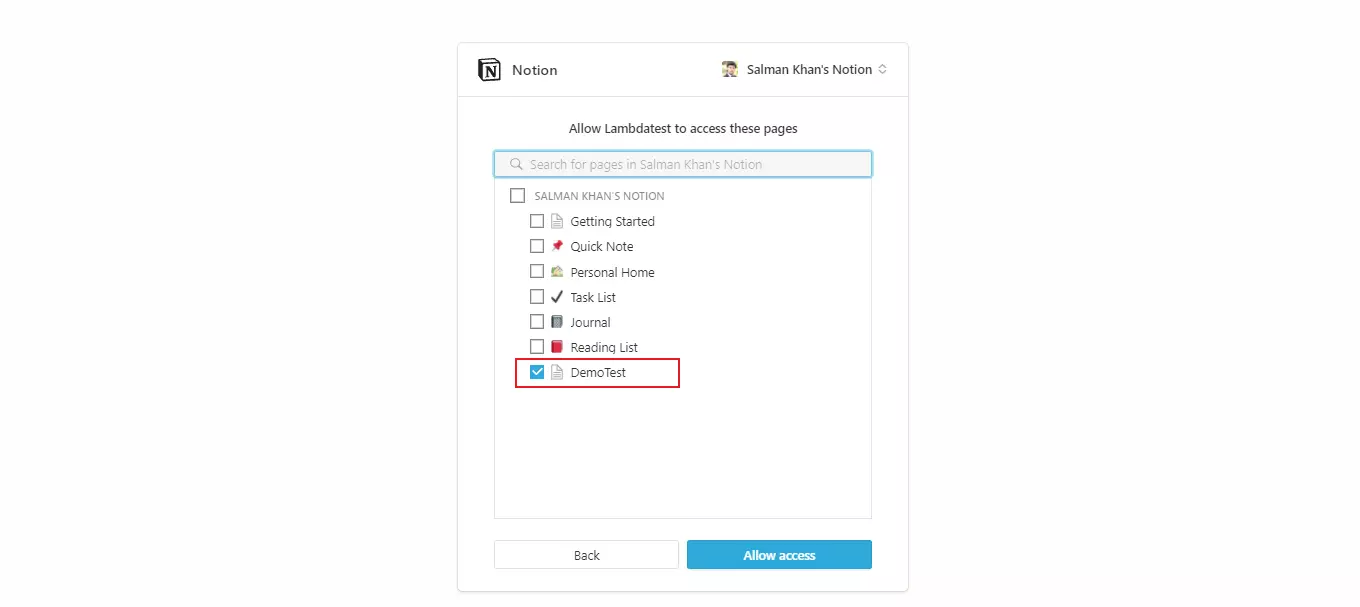 Notion
Salman Khan's Notion
Allow Lambdatest to access these pages
Search for pages in Salman Khan's Notion
SALMAN KHAN'S NOTION
Getting Started
Quick Note
Personal Home
Task List
Journal
Reading List
DemoTest
Back
Allow access